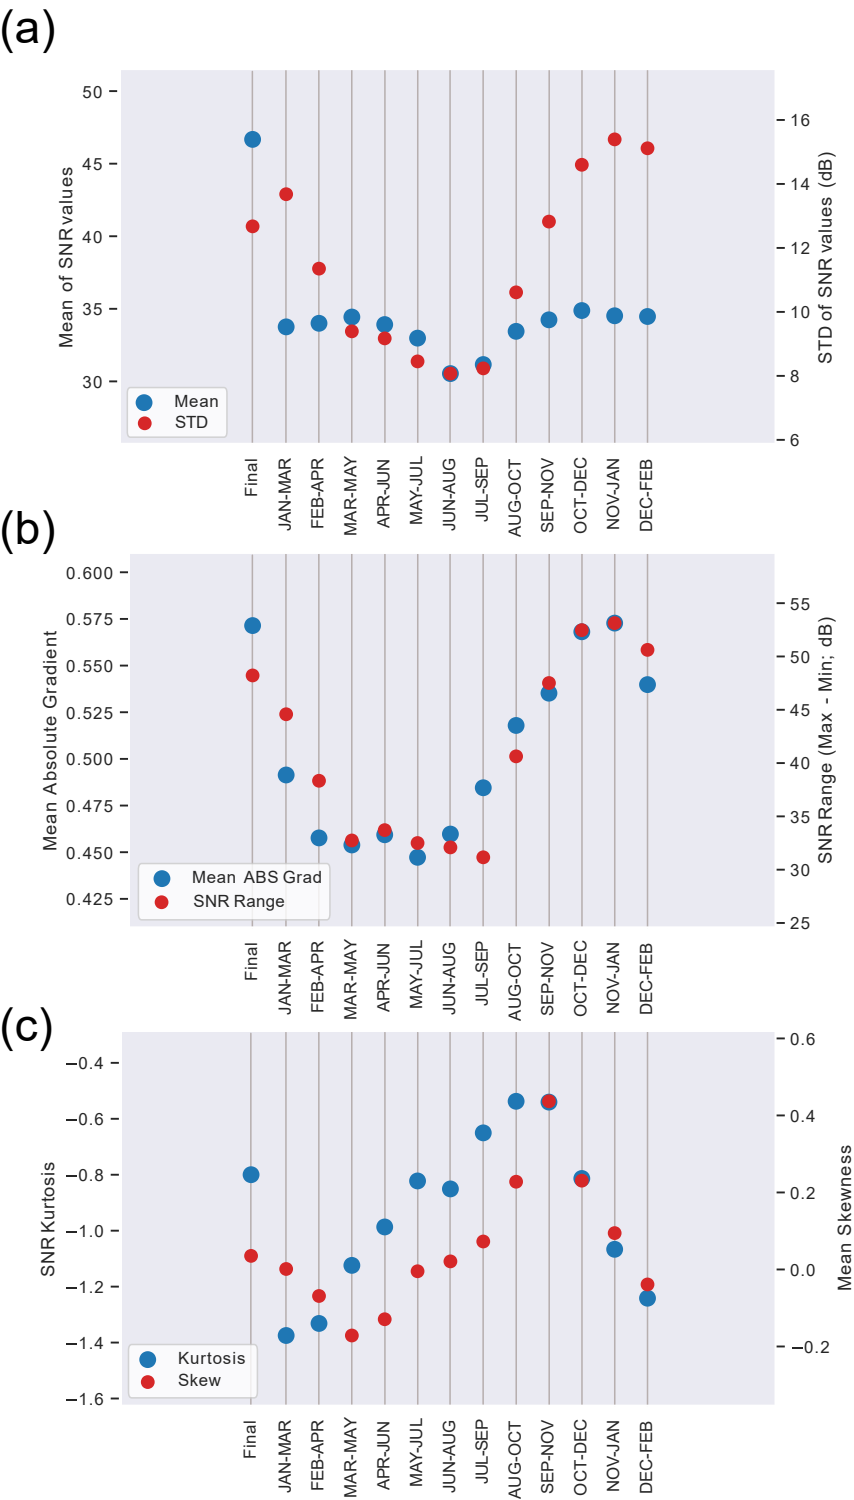 (a)
50
45
40
35
30
Mean of SNR values
16
14
12
10
8
6
STD of SNR values (dB)
Mean
STD
Final
JAN-MAR
FEB-APR
MAR-MAY
APR-JUN
MAY-JUL
JUN-AUG
JUL-SEP
AUG-OCT
SEP-NOV
OCT-DEC
NOV-JAN
DEC-FEB
(b)
0.600
0.575
0.550
0.525
0.500
0.475
0.450
0.425
Mean Absolute Gradient
55
50
45
40
35
30
25
SNR Range (Max - Min; dB)
Mean ABS Grad
SNR Range
Final
JAN-MAR
FEB-APR
MAR-MAY
APR-JUN
MAY-JUL
JUN-AUG
JUL-SEP
AUG-OCT
SEP-NOV
OCT-DEC
NOV-JAN
DEC-FEB
(c)
−0.4
−0.6
−0.8
−1.0
−1.2
−1.4
−1.6
SNR Kurtosis
0.6
0.4
0.2
0.0
−0.2
Mean Skewness
Kurtosis
Skew
Final
JAN-MAR
FEB-APR
MAR-MAY
APR-JUN
MAY-JUL
JUN-AUG
JUL-SEP
AUG-OCT
SEP-NOV
OCT-DEC
NOV-JAN
DEC-FEB